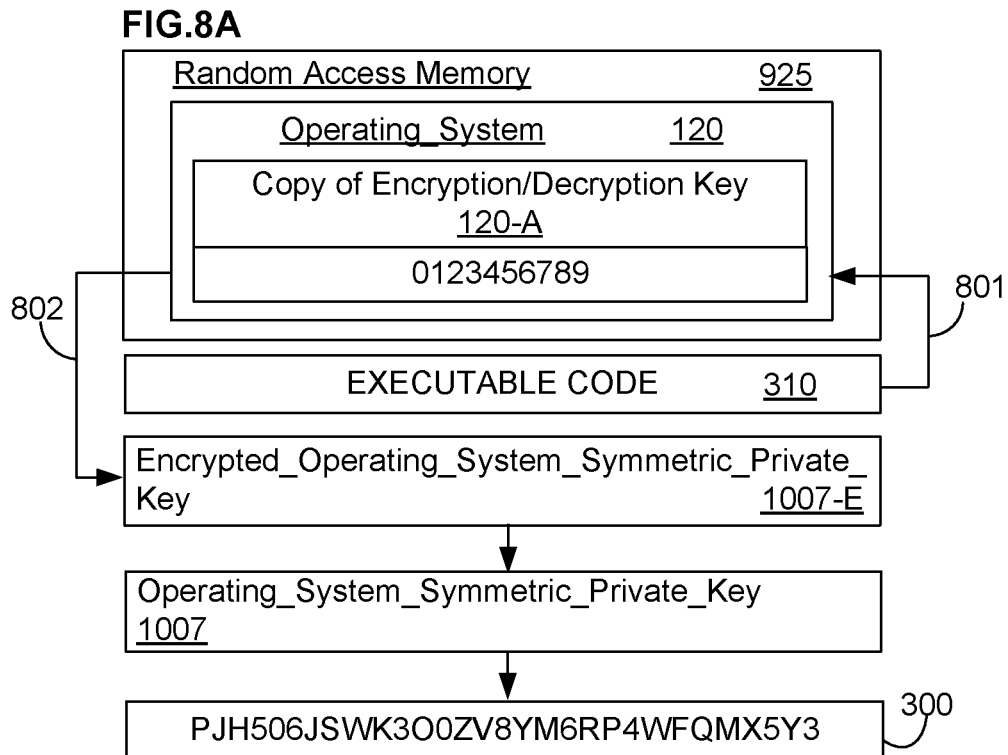 FIG.8A
Random Access Memory 925
Operating_System 120
Copy of Encryption/Decryption Key
120-A
0123456789
802
801
EXECUTABLE CODE 310
Encrypted_Operating_System_Symmetric_Private_
Key 1007-E
Operating_System_Symmetric_Private_Key
1007
PJH506JSWK3O0ZV8YM6RP4WFQMX5Y3
300